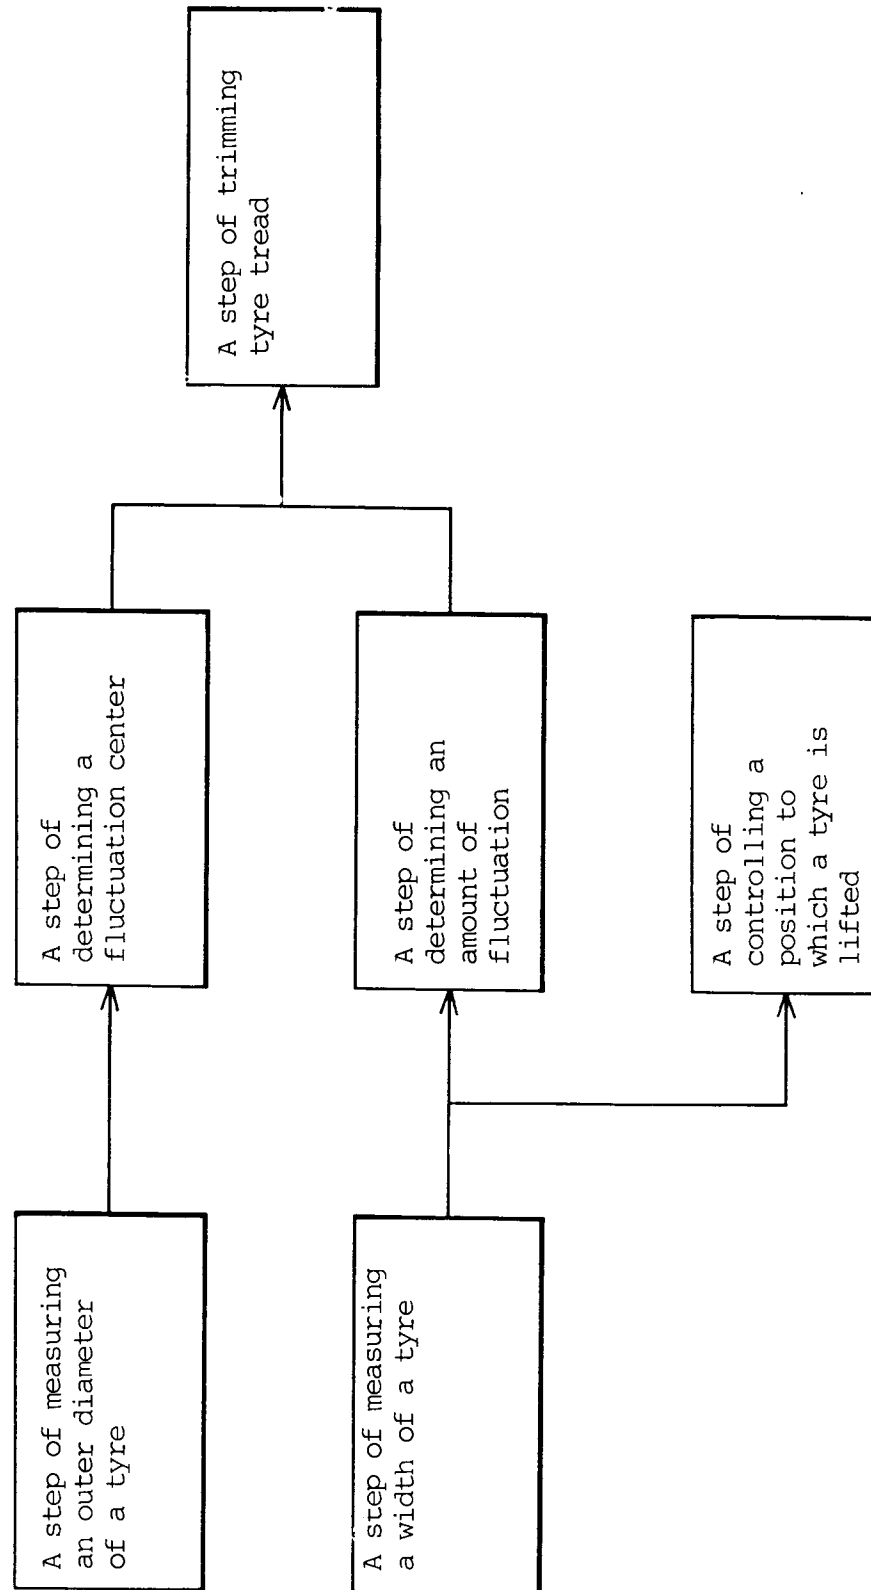 A step of measuring
an outer diameter
of a tyre
A step of
determining a
fluctuation center
A step of trimming
tyre tread
A step of measuring
a width of a tyre
A step of
determining an
amount of
fluctuation
A step of
controlling a
position to
which a tyre is
lifted